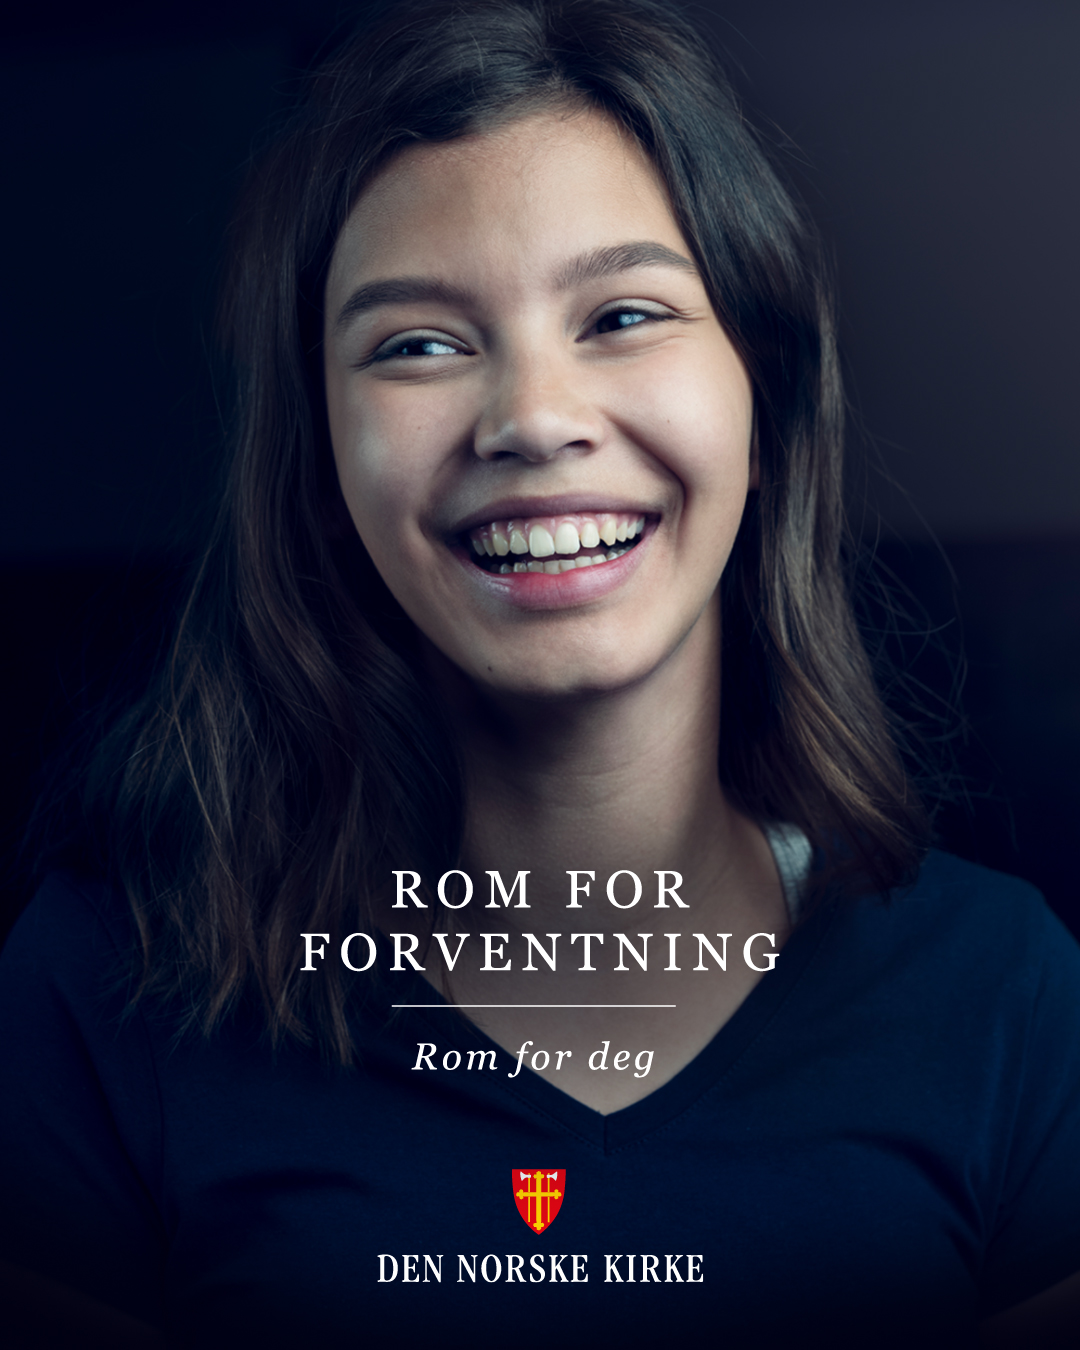 ROM FOR
FORVENTNING
Rom for deg
DEN NORSKE KIRKE